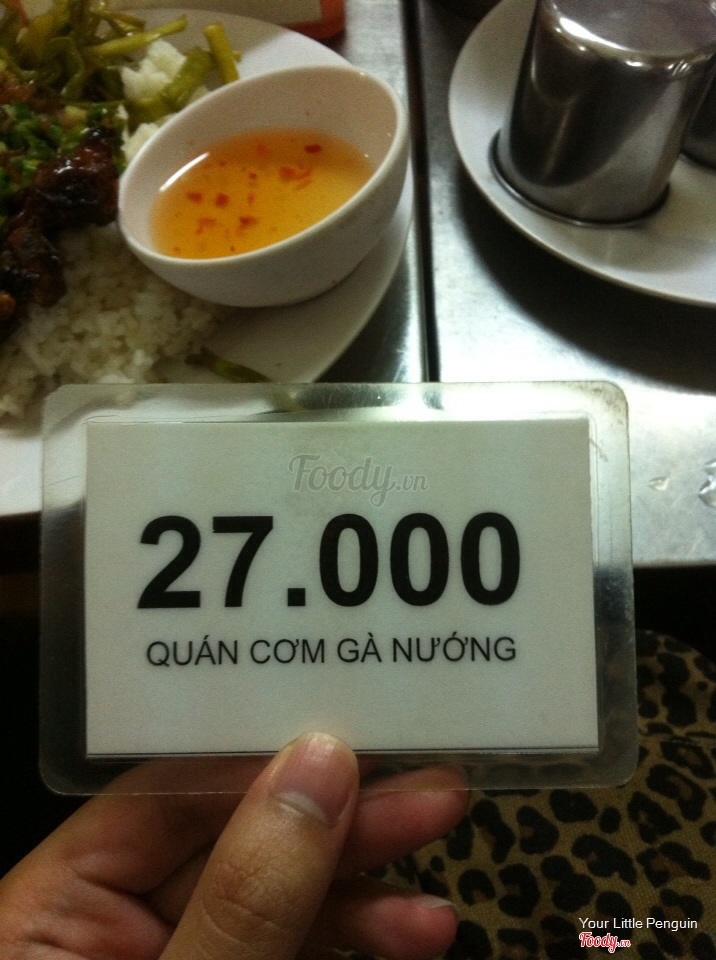 Foody.vn
27.000
QUÁN CƠM GÀ NƯỚNG
Your Little Penguin
Foody.vn